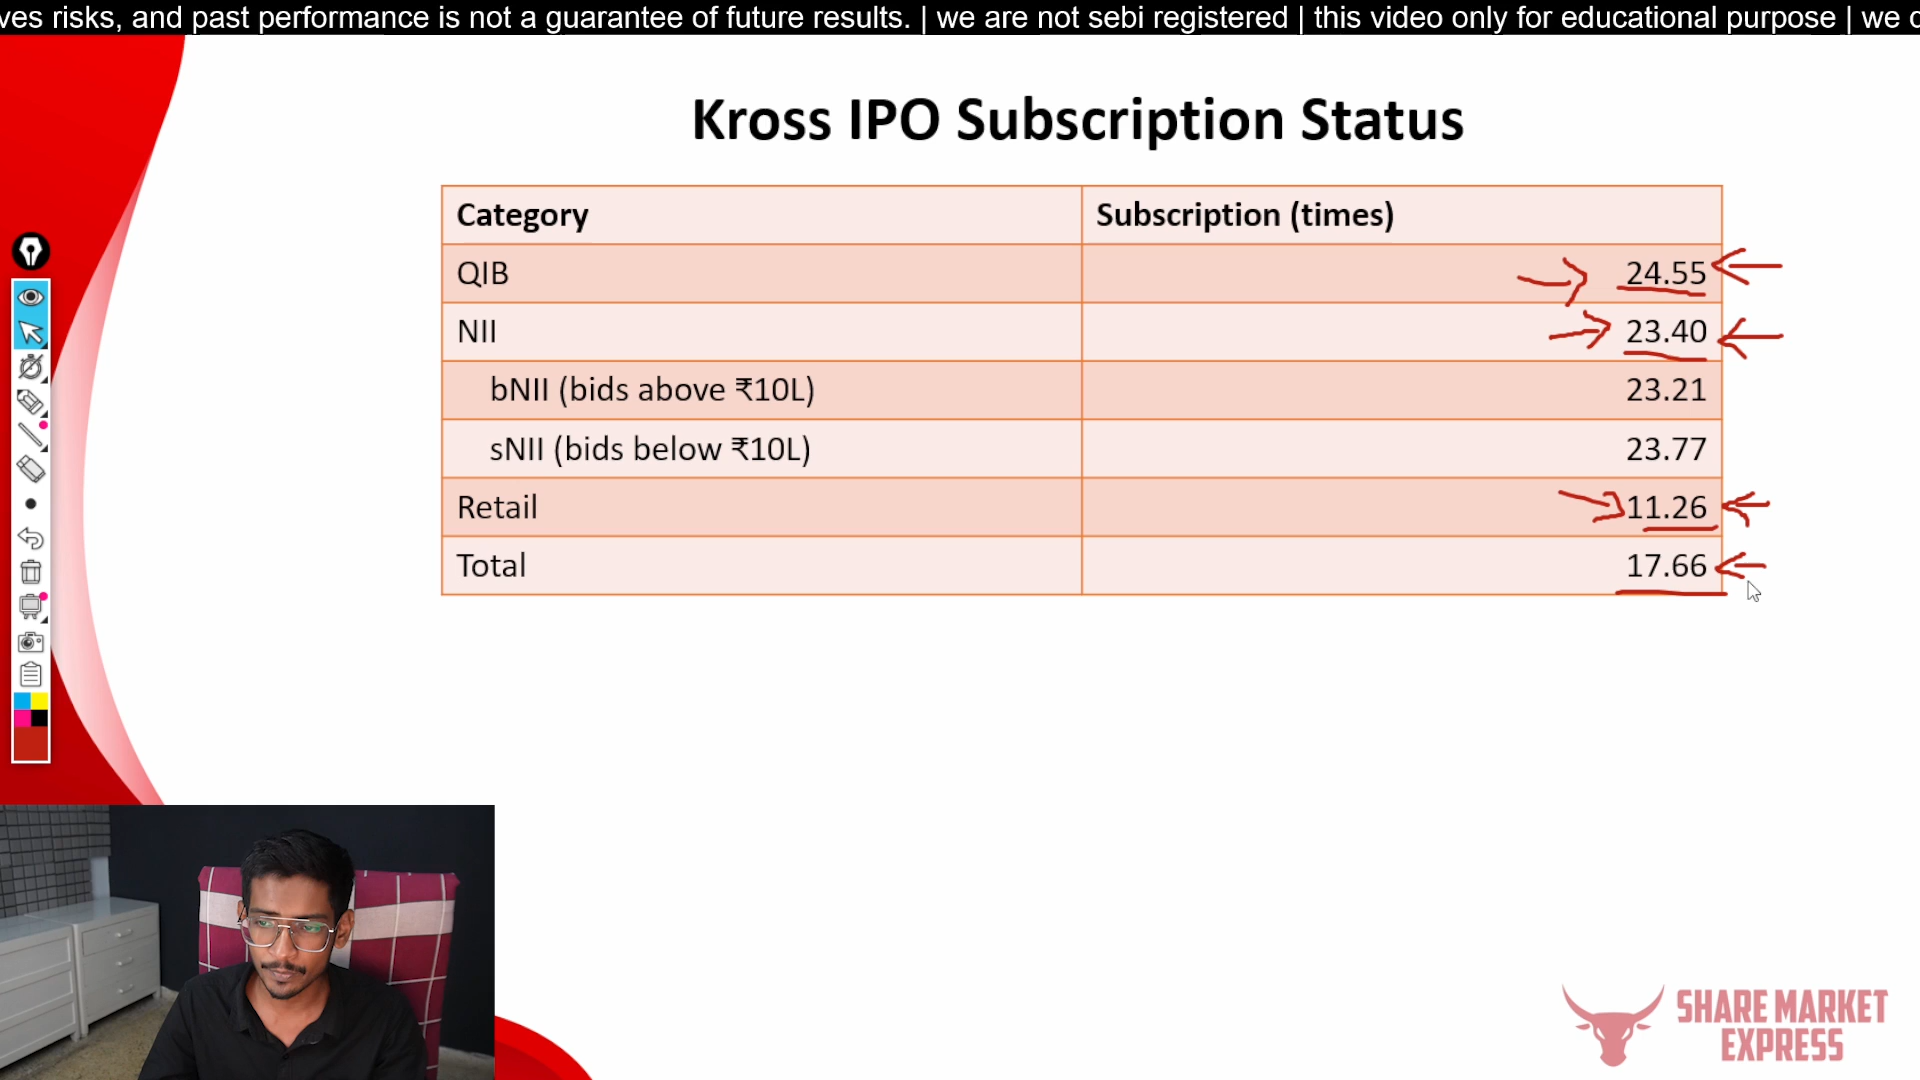 ves risks, and past performance is not a guarantee of future results. | we are not sebi registered | this video only for educational purpose | we c
Kross IPO Subscription Status
Category Subscription (times)
QIB 24.55
NII 23.40
bNII (bids above ₹10L) 23.21
sNII (bids below ₹10L) 23.77
Retail 11.26
Total 17.66
SHARE MARKET
EXPRESS